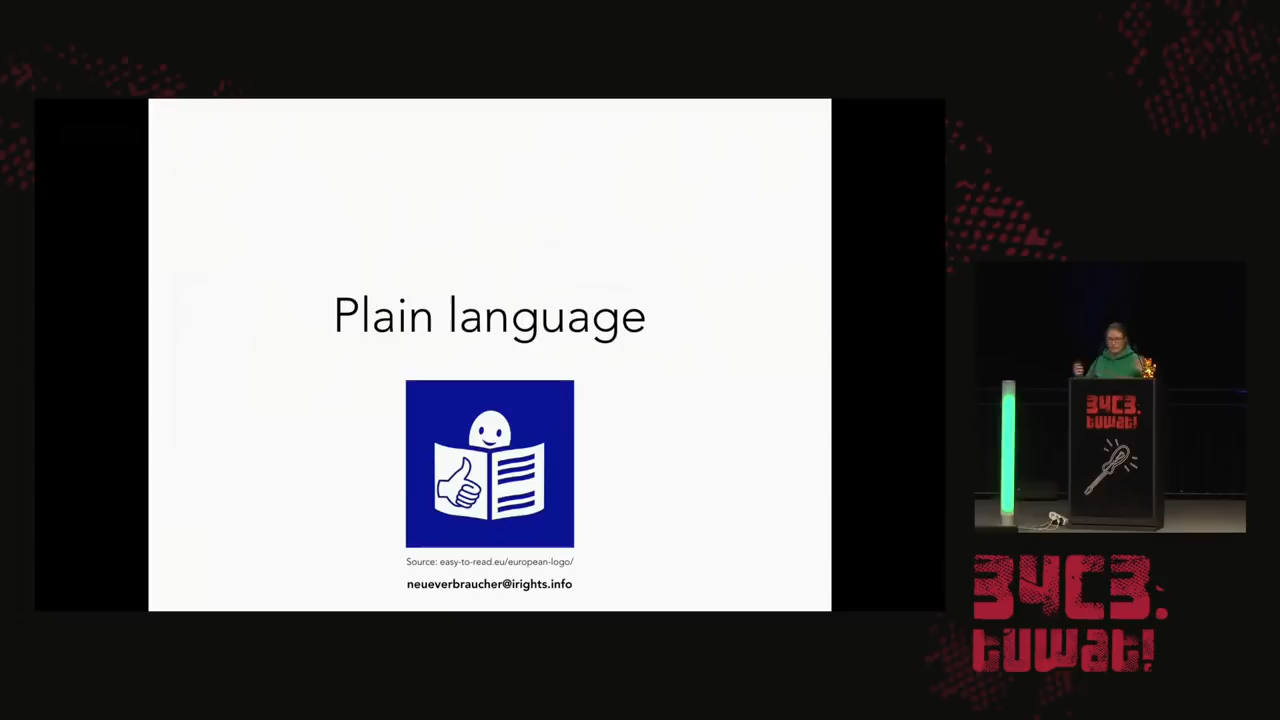 Plain language
Source: easy-to-read.eu/european-logo/
neueverbraucher@irights.info
34C3.
tuwat!
34C3.
tuwat!